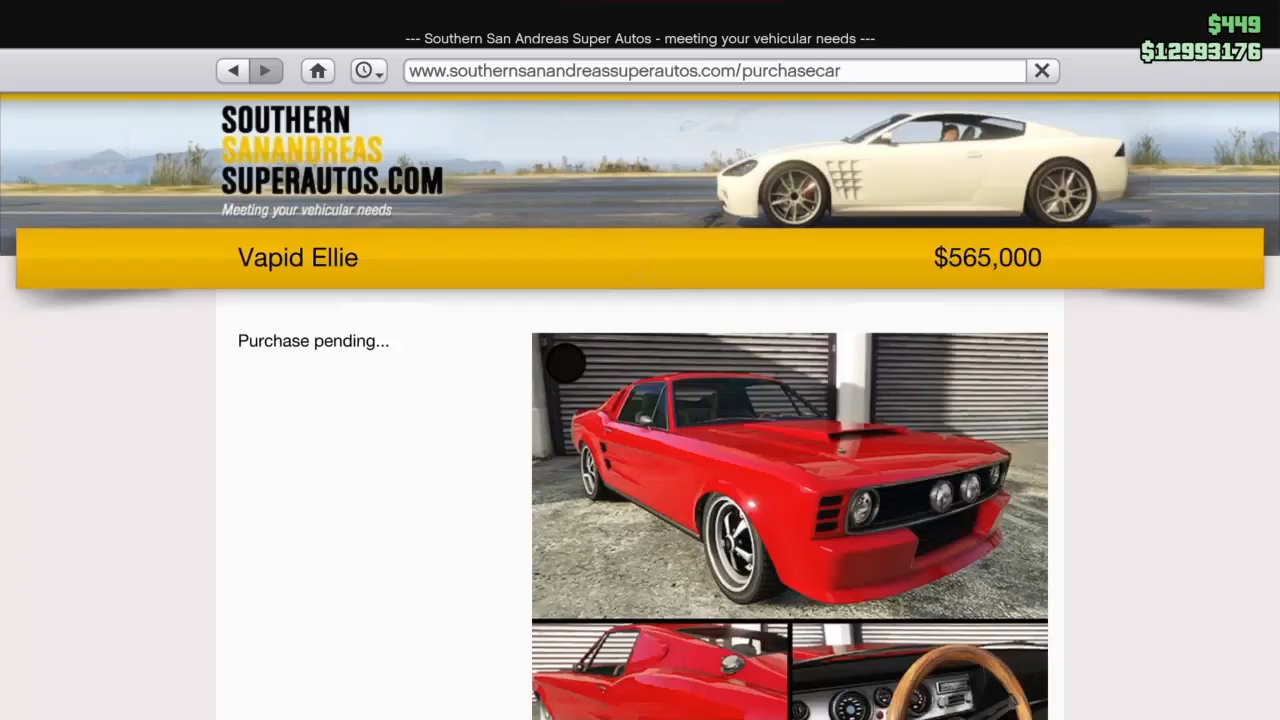 $449
--- Southern San Andreas Super Autos - meeting your vehicular needs ---
$12993176
www.southernsanandreassuperautos.com/purchasecar
SOUTHERN
SANANDREAS
SUPERAUTOS.COM
Meeting your vehicular needs
Vapid Ellie
$565,000
Purchase pending...